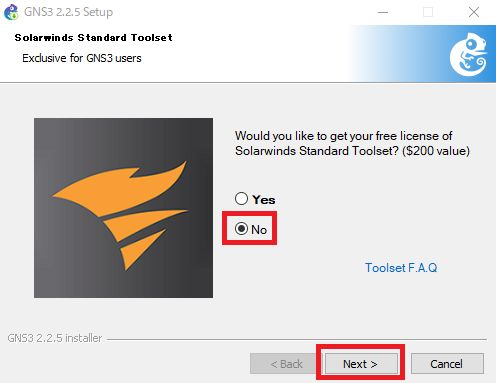 GNS3 2.2.5 Setup
Solarwinds Standard Toolset
Exclusive for GNS3 users
Would you like to get your free license of
Solarwinds Standard Toolset? ($200 value)
Yes
No
Toolset F.A.Q
GNS3 2.2.5 installer
< Back
Next >
Cancel